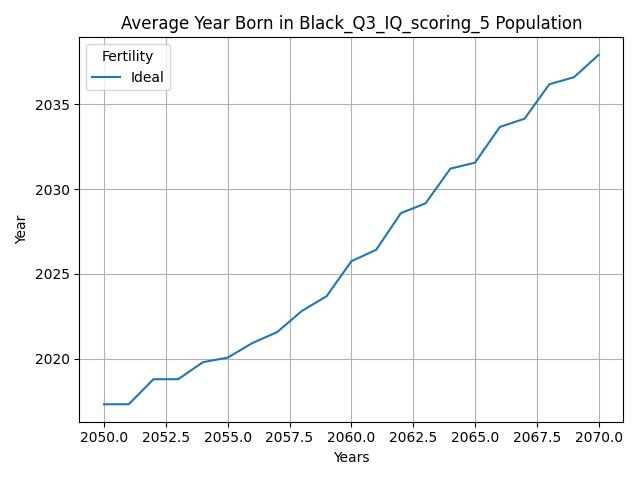 Average Year Born in Black_Q3_IQ_scoring_5 Population
Fertility
Ideal
Year
2035
2030
2025
2020
2050.0 2052.5 2055.0 2057.5 2060.0 2062.5 2065.0 2067.5 2070.0
Years